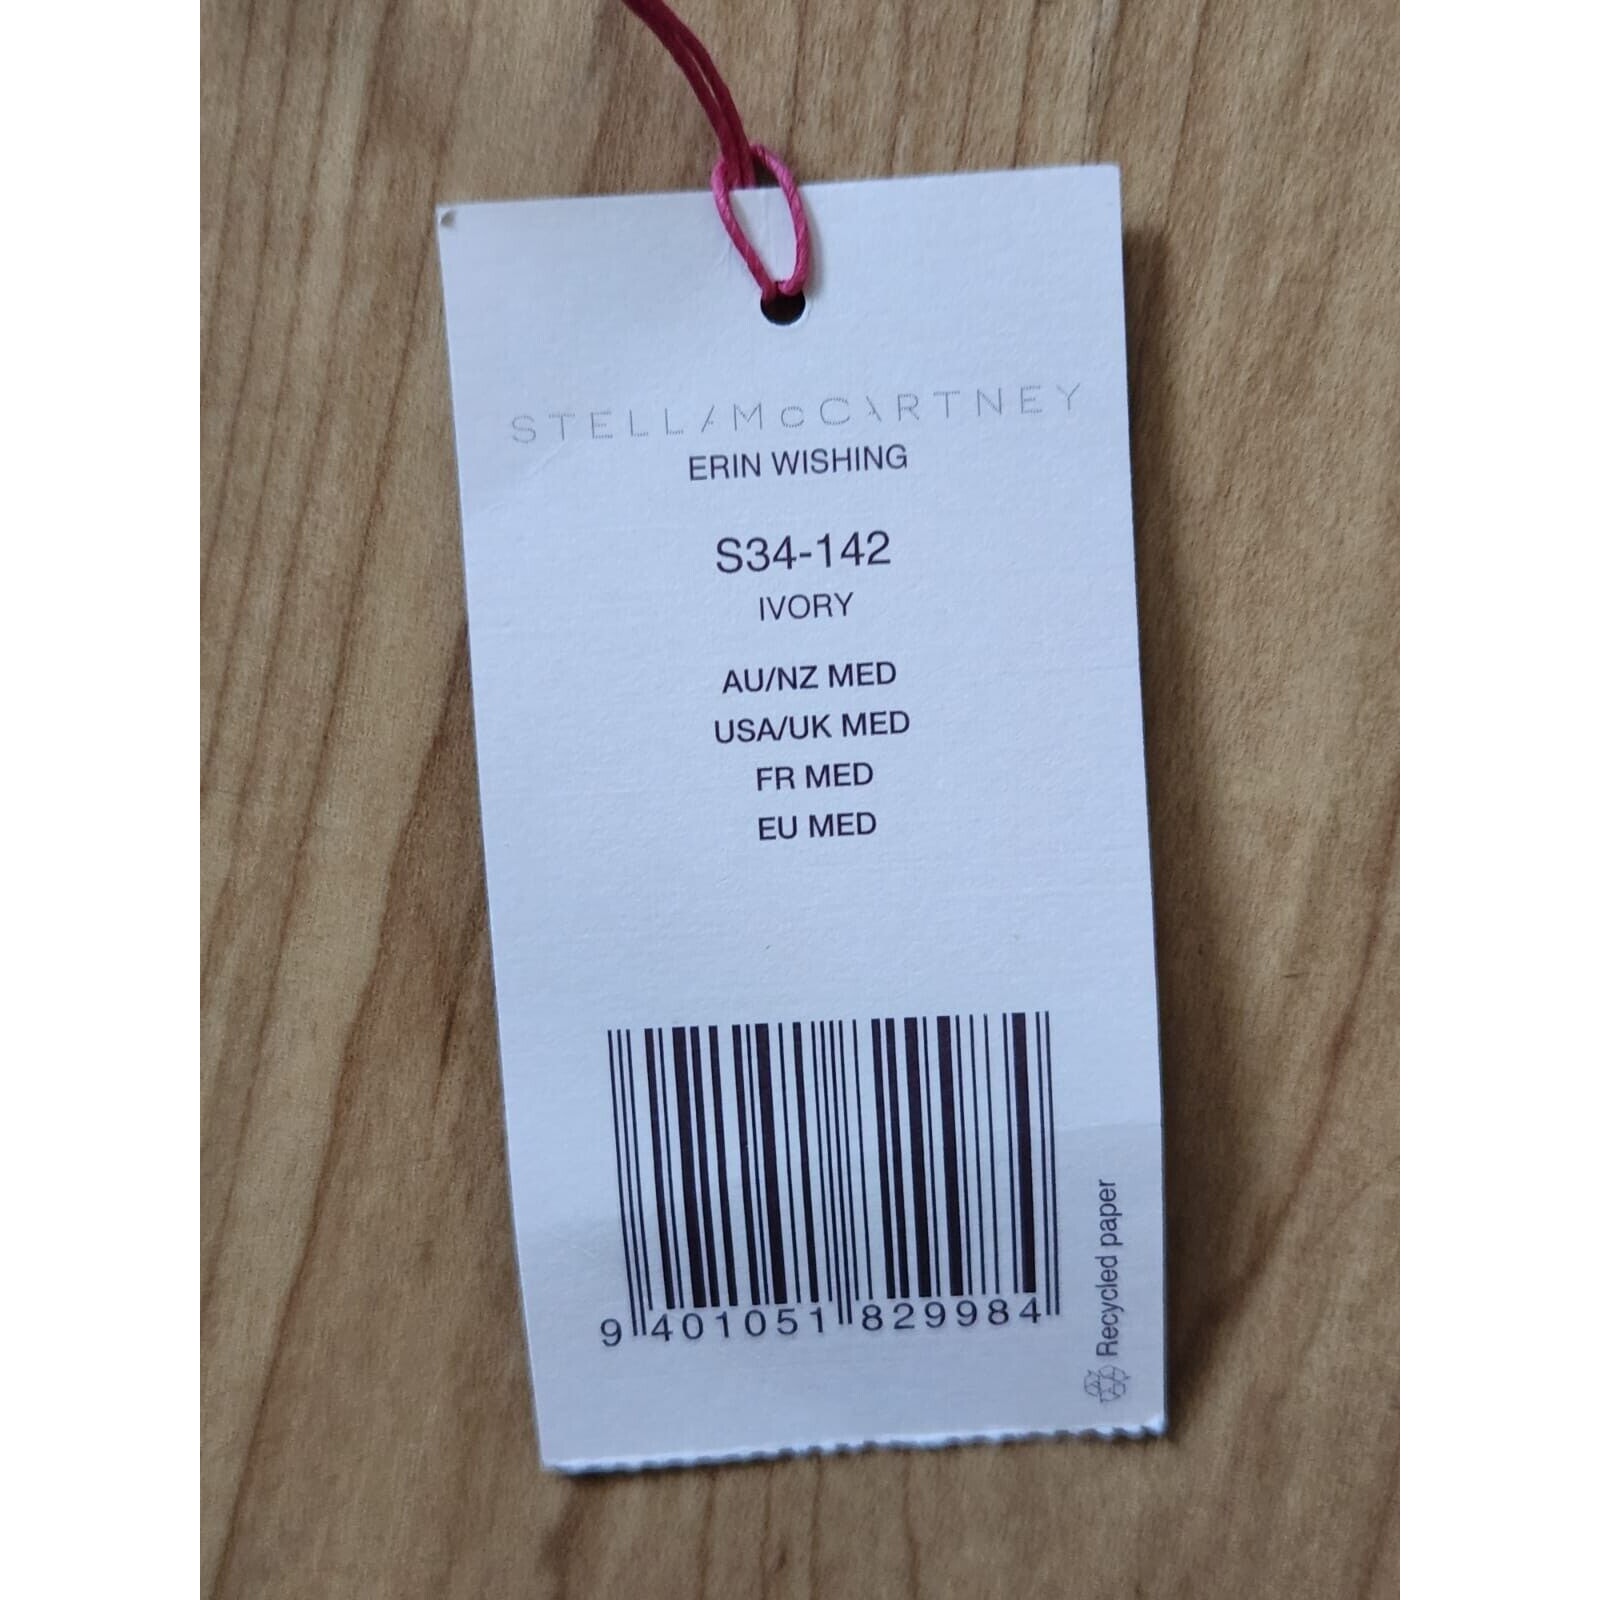 STELLA McCARTNEY
ERIN WISHING
S34-142
IVORY
AU/NZ MED
USA/UK MED
FR MED
EU MED
9 401051 829984
Recycled paper